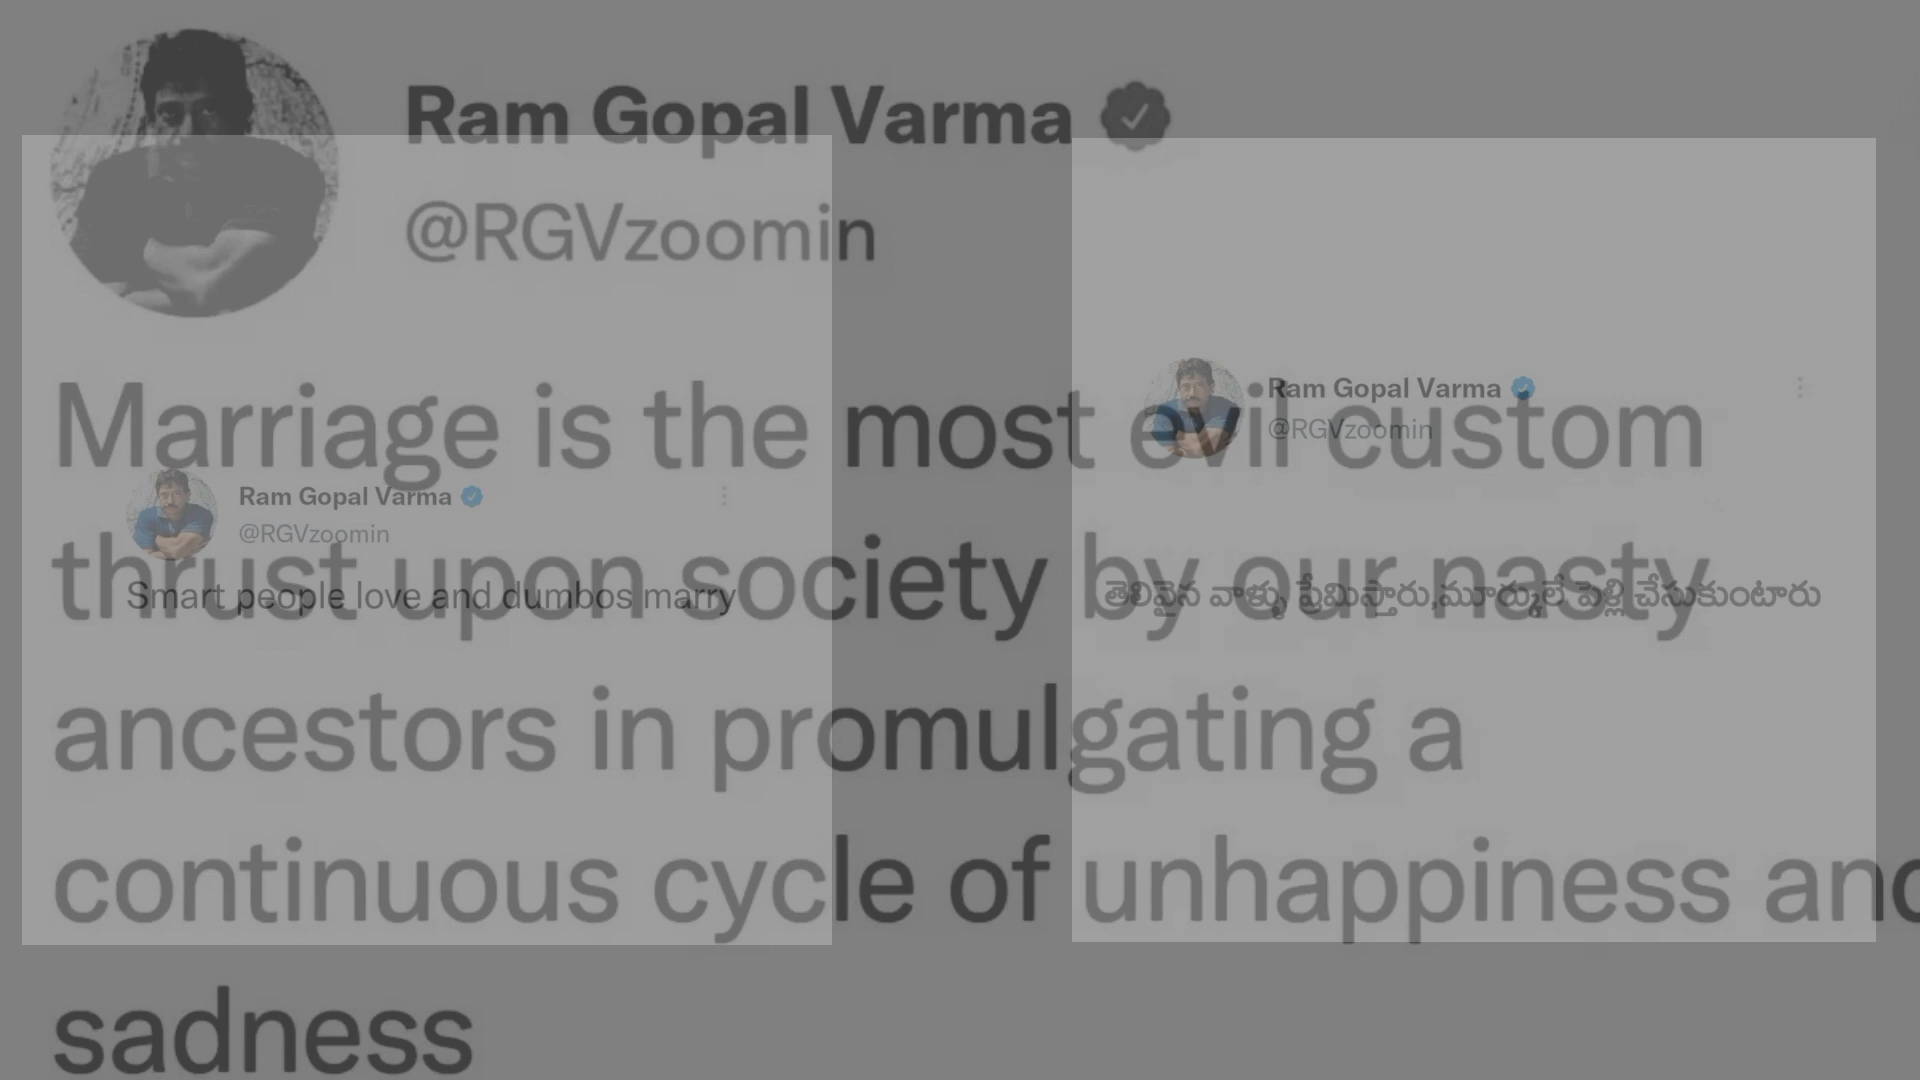 Ram Gopal Varma
@RGVzoomin
Marriage is the most evil custom
thrust upon society by our nasty
ancestors in promulgating a
continuous cycle of unhappiness and
sadness
Ram Gopal Varma
@RGVzoomin
Smart people love and dumbos marry
Ram Gopal Varma
@RGVzoomin
తెలివైన వాళ్ళు ప్రేమిస్తారు,మూర్ఖులే పెళ్లి చేసుకుంటారు